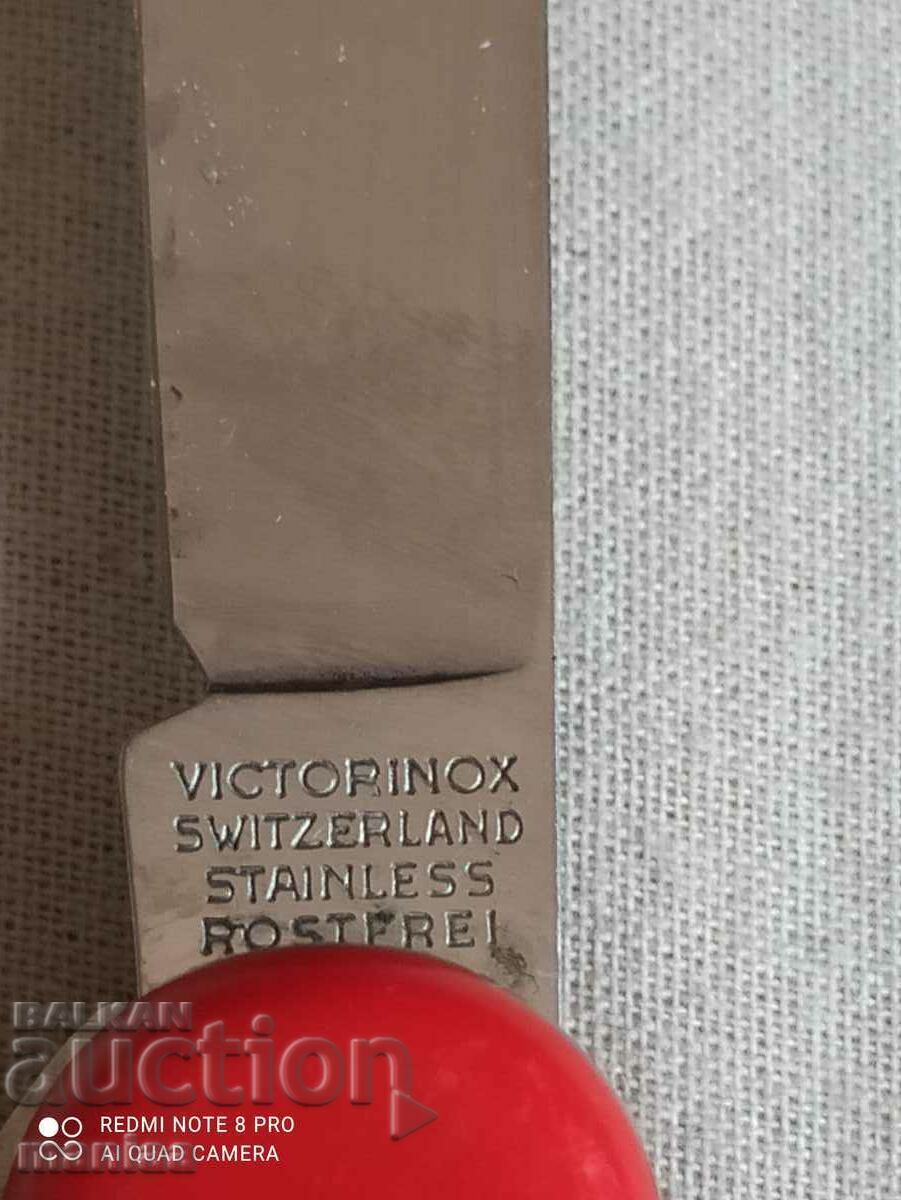 VICTORINOX
SWITZERLAND
STAINLESS
ROSTFREI
BALKAN
auction
REDMI NOTE 8 PRO
AI QUAD CAMERA